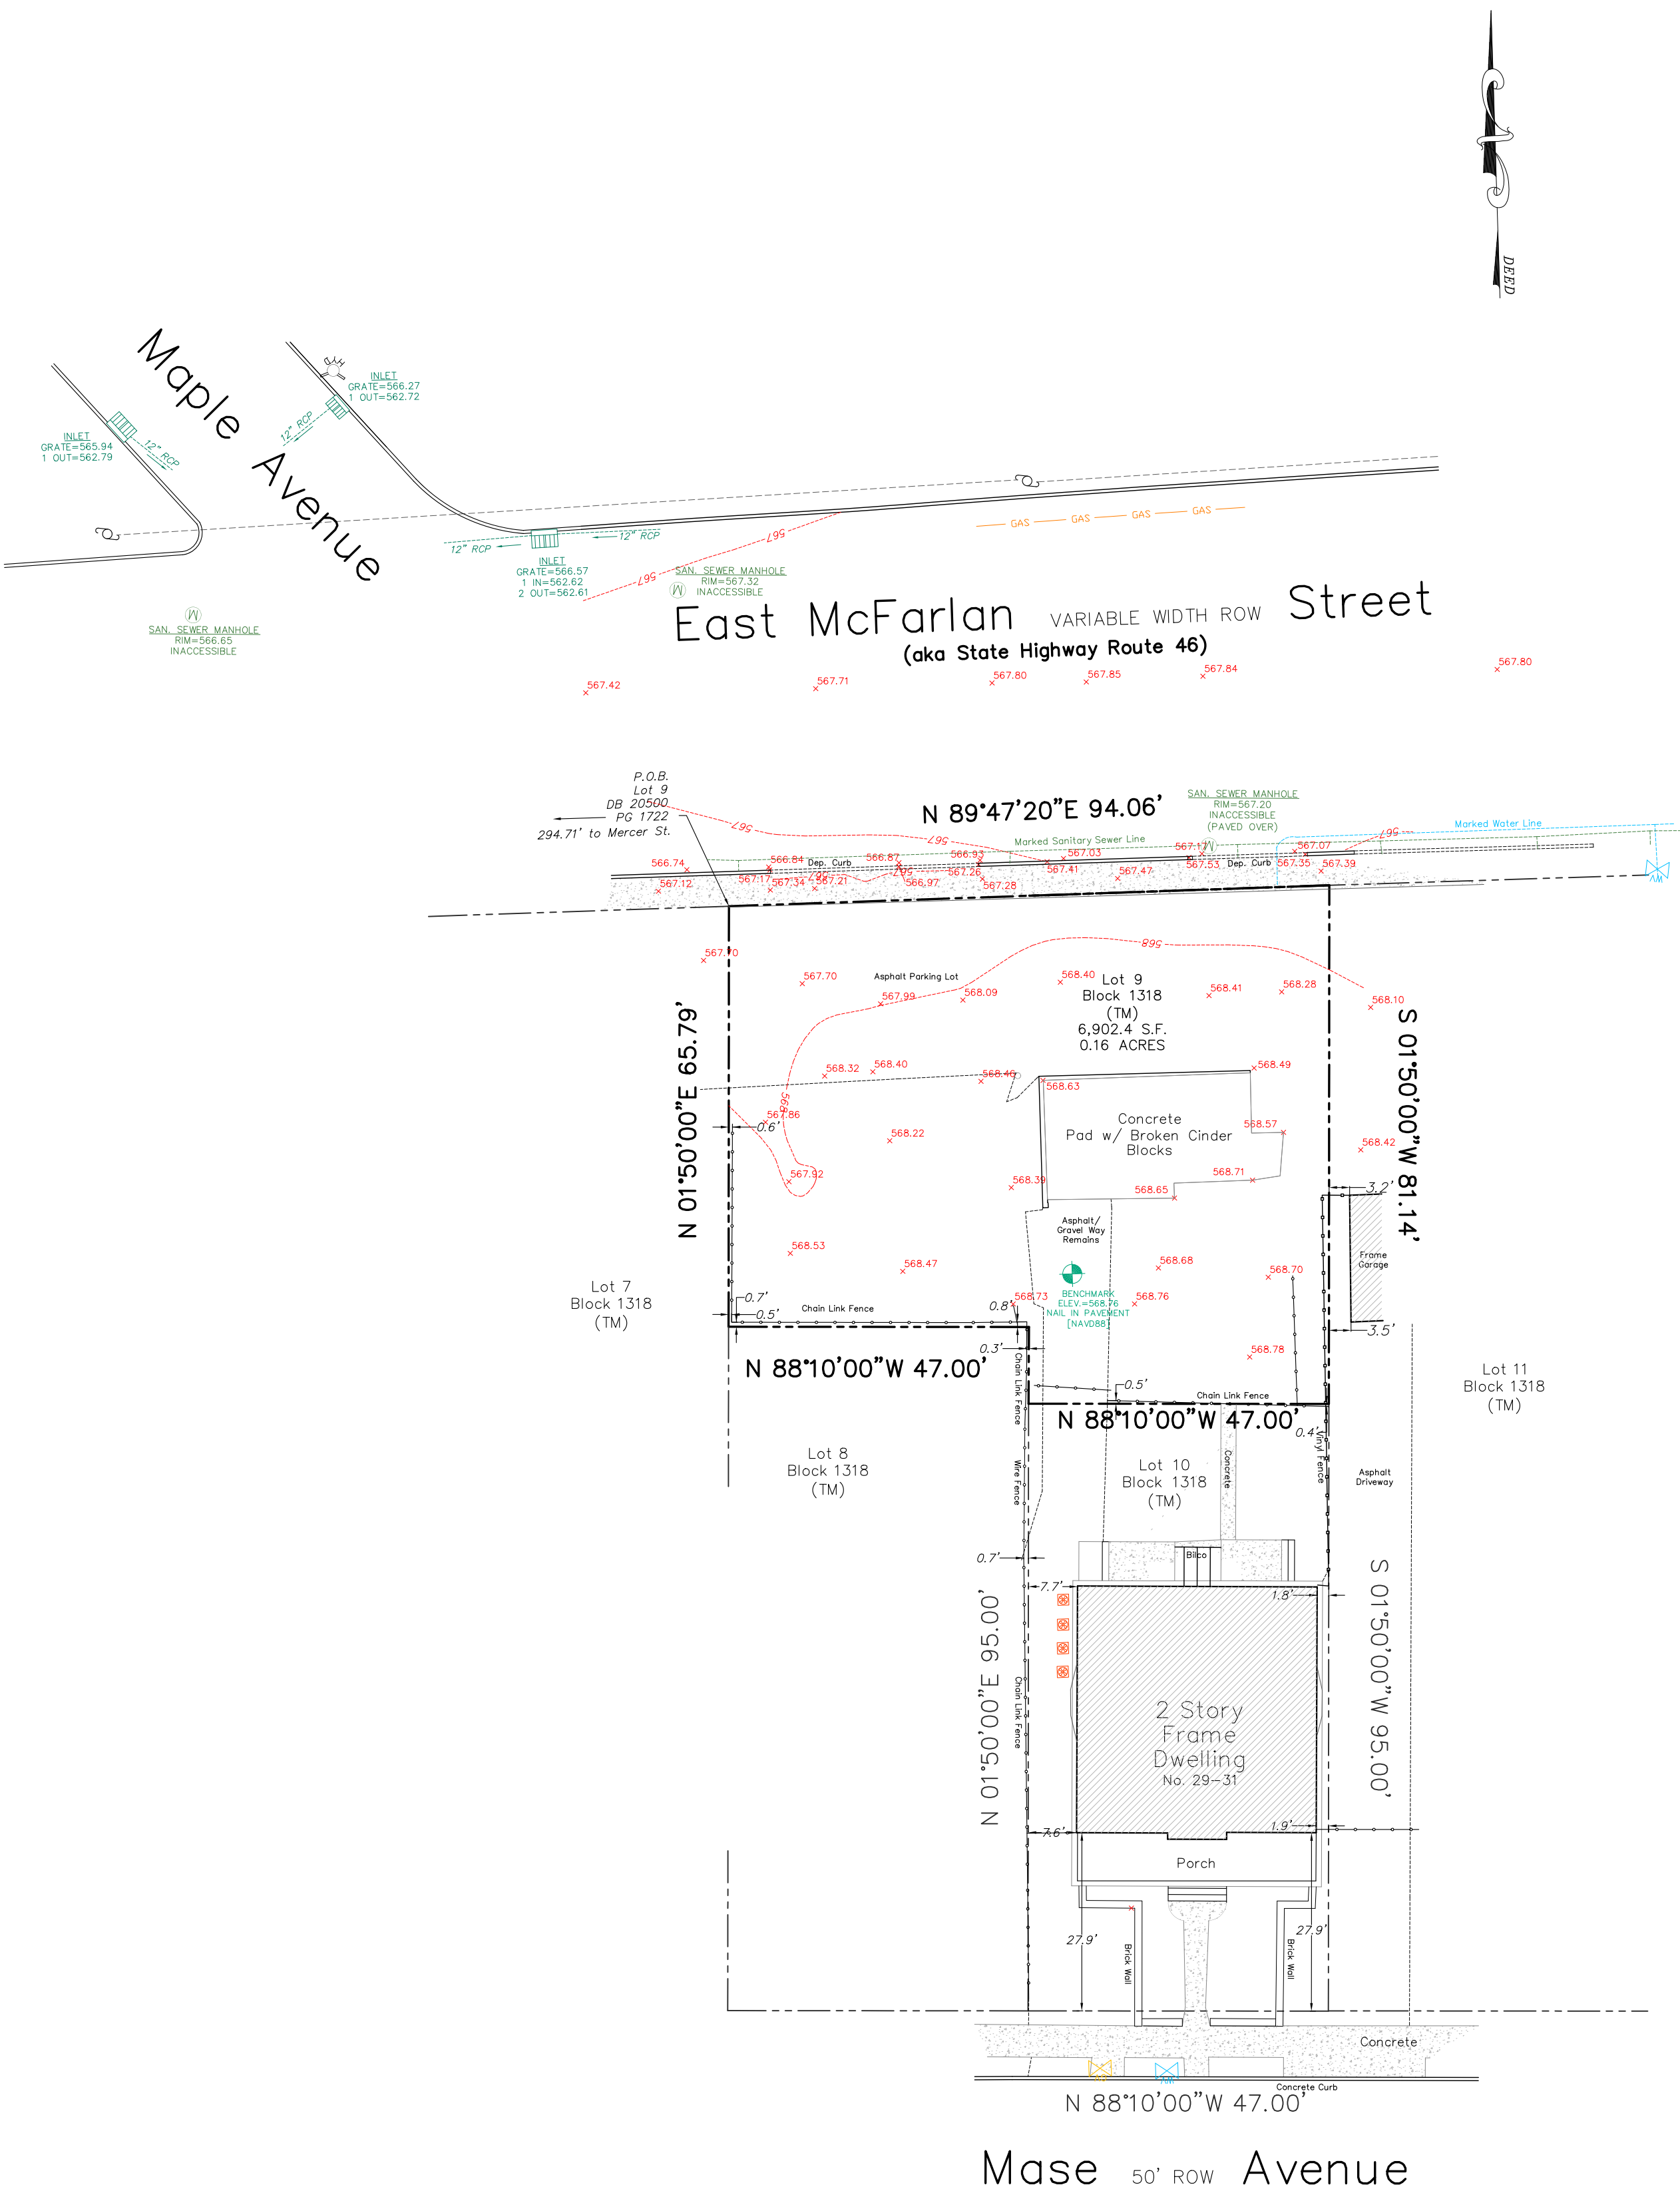 DEED
Maple Avenue
HYD
INLET
GRATE=566.27
1 OUT=562.72
12" RCP
INLET
GRATE=565.94
1 OUT=562.79
12" RCP
GAS GAS GAS GAS
12" RCP
12" RCP
INLET
GRATE=566.57
1 IN=562.62
2 OUT=562.61
567
567
SAN. SEWER MANHOLE
RIM=567.32
INACCESSIBLE
M
M
SAN. SEWER MANHOLE
RIM=566.65
INACCESSIBLE
East McFarlan VARIABLE WIDTH ROW Street
(aka State Highway Route 46)
567.42
567.71
567.80
567.85
567.84
567.80
P.O.B.
Lot 9
DB 20500
PG 1722
294.71' to Mercer St.
N 89°47'20"E 94.06'
SAN. SEWER MANHOLE
RIM=567.20
INACCESSIBLE
(PAVED OVER)
M
Marked Water Line
Marked Sanitary Sewer Line
567
567
567
566.74
566.84
Dep. Curb
566.87
566.93
567.03
567.17
567.07
567.12
567.17
567.34
567
567.21
567
566.97
567.26
567.28
567.41
567.47
567.53
Dep. Curb
567.35
567.39
WV
567.70
567.70
Asphalt Parking Lot
567.99
568.09
568.40
568
568.41
568.28
568.10
Lot 9
Block 1318
(TM)
6,902.4 S.F.
0.16 ACRES
N 01°50'00"E 65.79'
S 01°50'00"W 81.14'
568.32
568.40
568.46
568.63
568.49
568
567.86
0.6'
568.22
Concrete
Pad w/ Broken Cinder
Blocks
568.57
568.42
567.92
568.39
568.65
568.71
3.2'
Asphalt/
Gravel Way
Remains
568.53
568.47
568.68
568.70
Frame
Garage
BENCHMARK
ELEV.=568.76
NAIL IN PAVEMENT
[NAVD88]
568.73
568.76
Lot 7
Block 1318
(TM)
0.7'
0.5'
Chain Link Fence
0.8'
0.3'
3.5'
568.78
N 88°10'00"W 47.00'
Chain Link Fence
0.5'
Chain Link Fence
N 88°10'00"W 47.00'
0.4'
Vinyl Fence
Lot 11
Block 1318
(TM)
Lot 8
Block 1318
(TM)
Wire Fence
Lot 10
Block 1318
(TM)
Concrete
Asphalt
Driveway
0.7'
Bilco
7.7'
1.8'
N 01°50'00"E 95.00'
S 01°50'00"W 95.00'
Chain Link Fence
2 Story
Frame
Dwelling
No. 29-31
7.6'
1.9'
Porch
27.9'
27.9'
Brick Wall
Brick Wall
Concrete
WV
Concrete Curb
N 88°10'00"W 47.00'
Mase 50' ROW Avenue